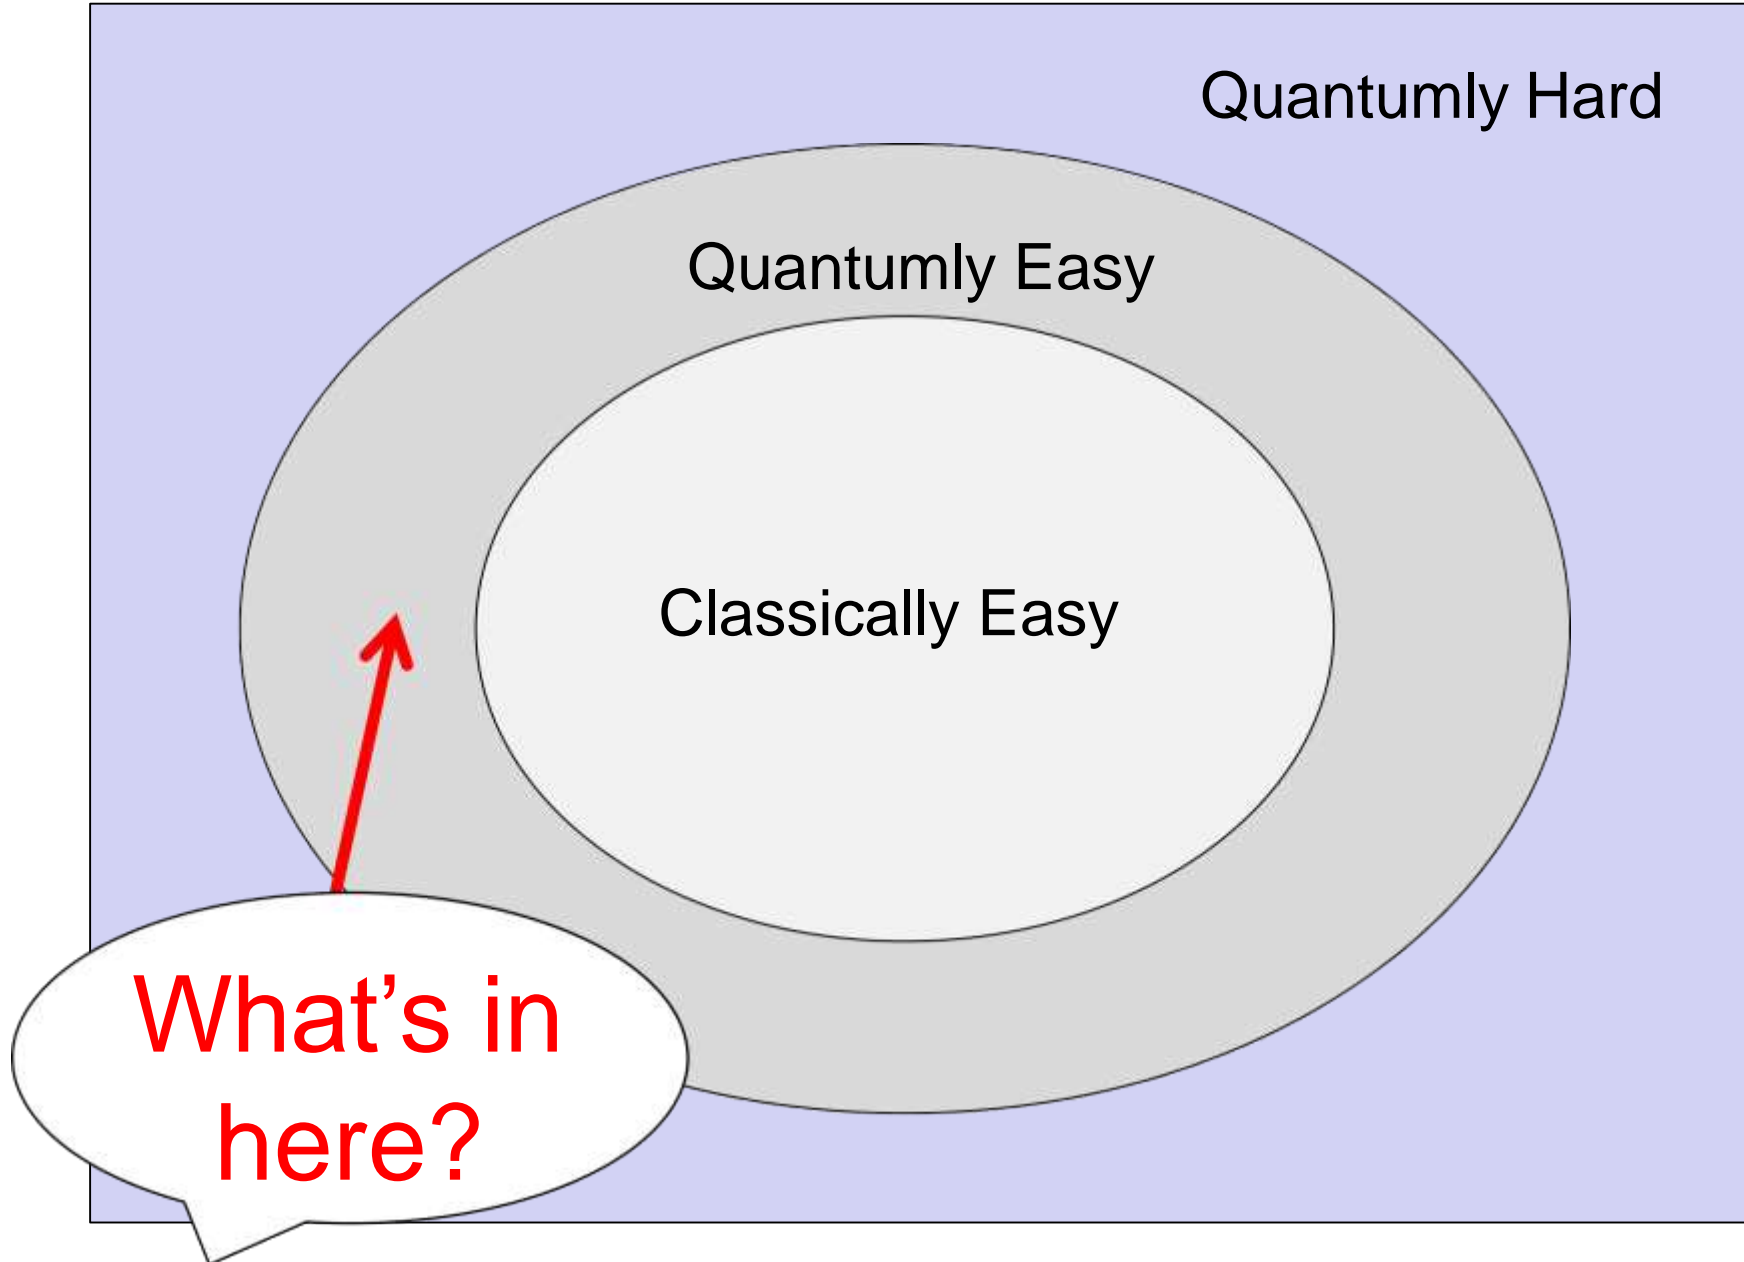 Quantumly Hard
Quantumly Easy
Classically Easy
What’s in
here?